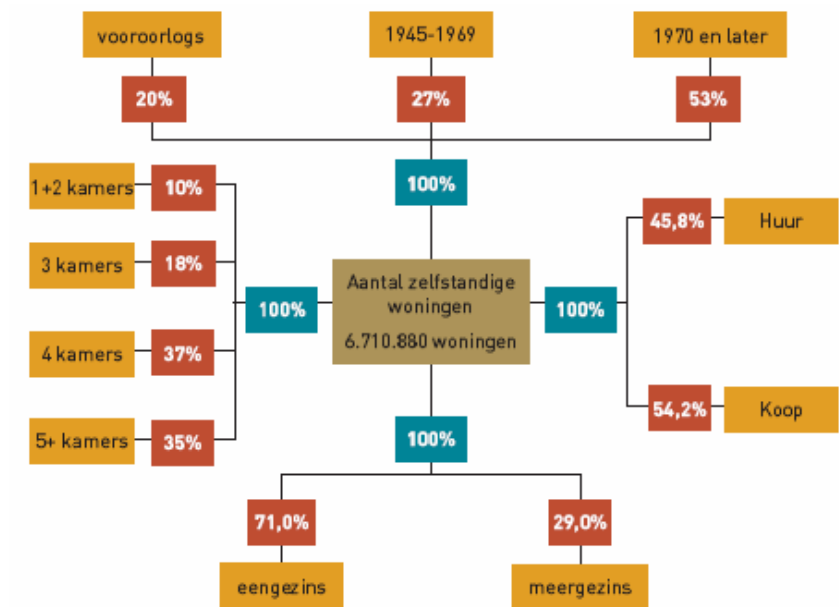 vooroorlogs
1945-1969
1970 en later
20%
27%
53%
100%
1+2 kamers
10%
3 kamers
18%
4 kamers
37%
5+ kamers
35%
100%
Aantal zelfstandige
woningen
6.710.880 woningen
100%
45,8%
Huur
54,2%
Koop
100%
71,0%
29,0%
eengezins
meergezins